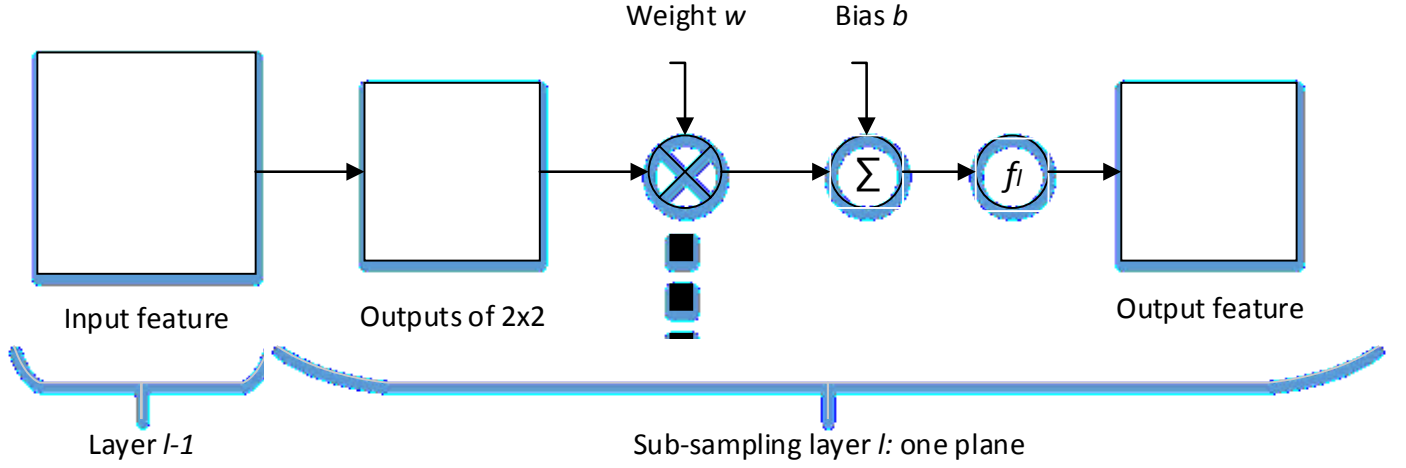 Weight w
Bias b
∑
fl
Input feature
Outputs of 2x2
Output feature
Layer l-1
Sub-sampling layer l: one plane